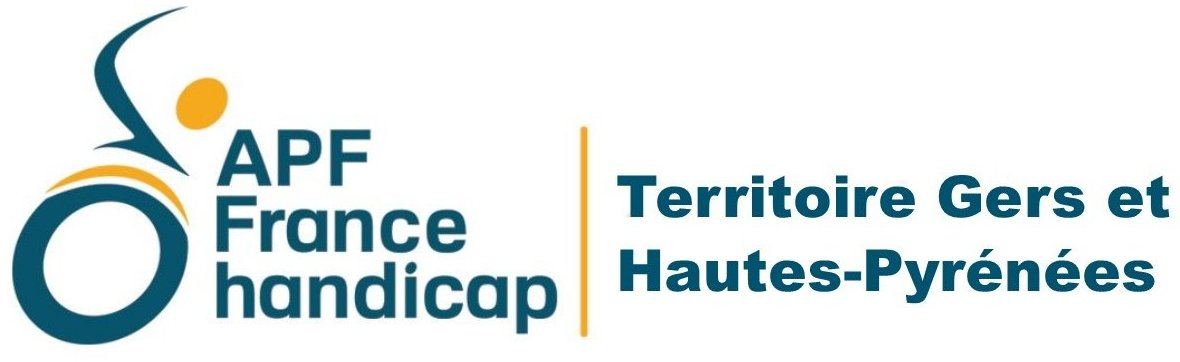 APF
France
handicap
Territoire Gers et
Hautes-Pyrénées